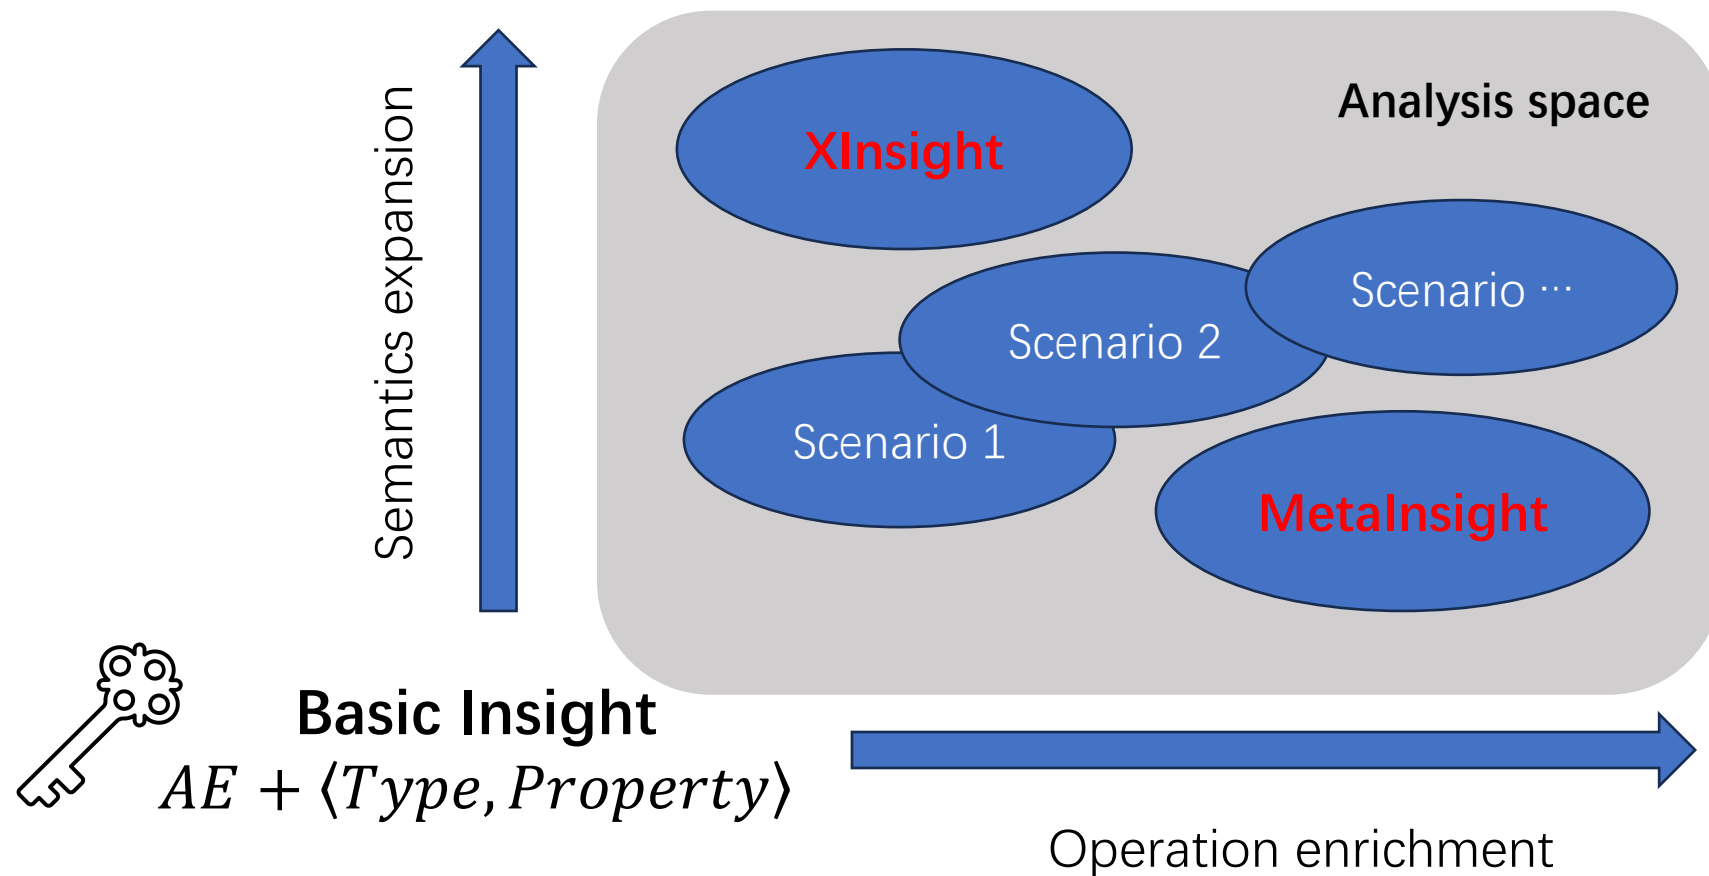 Analysis space
XInsight
Scenario ⋯
Scenario 2
Scenario 1
MetaInsight
Semantics expansion
Basic Insight
AE + ⟨Type, Property⟩
Operation enrichment